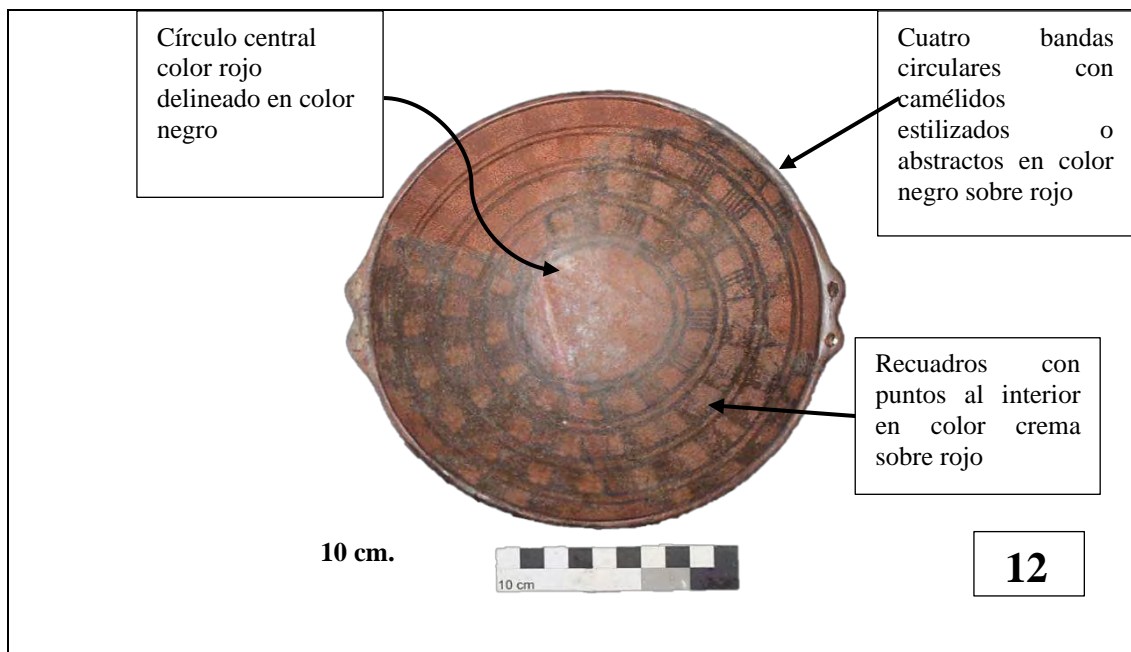 Círculo central
color rojo
delineado en color
negro
Cuatro bandas
circulares con
camélidos
estilizados o
abstractos en color
negro sobre rojo
Recuadros con
puntos al interior
en color crema
sobre rojo
10 cm.
10 cm
12